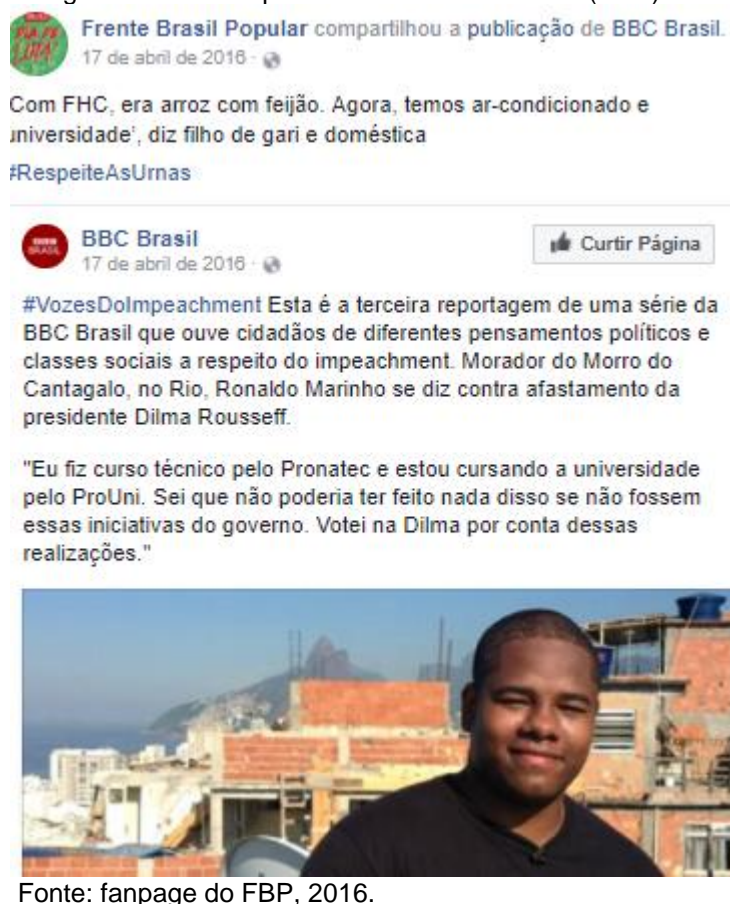 Frente Brasil Popular compartilhou a publicação de BBC Brasil.
17 de abril de 2016
Com FHC, era arroz com feijão. Agora, temos ar-condicionado e
universidade', diz filho de gari e doméstica
#RespeiteAsUrnas
BBC Brasil
17 de abril de 2016
Curtir Página
#VozesDoImpeachment Esta é a terceira reportagem de uma série da
BBC Brasil que ouve cidadãos de diferentes pensamentos políticos e
classes sociais a respeito do impeachment. Morador do Morro do
Cantagalo, no Rio, Ronaldo Marinho se diz contra afastamento da
presidente Dilma Rousseff.
"Eu fiz curso técnico pelo Pronatec e estou cursando a universidade
pelo ProUni. Sei que não poderia ter feito nada disso se não fossem
essas iniciativas do governo. Votei na Dilma por conta dessas
realizações."
Fonte: fanpage do FBP, 2016.